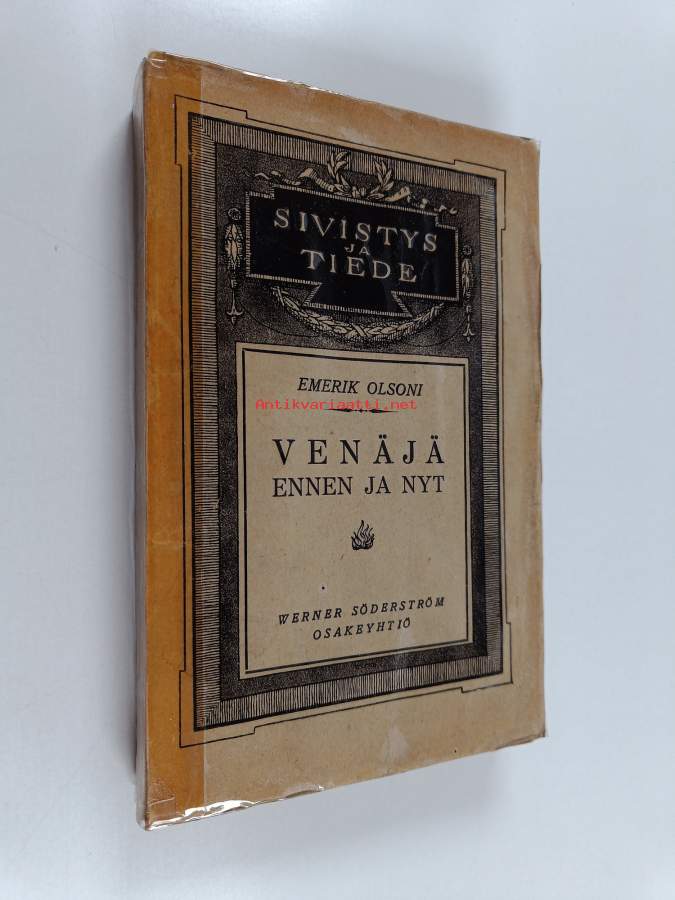 SIVISTYS
JA
TIEDE
EMERIK OLSONI
Antikvariaatti.net
VENÄJÄ
ENNEN JA NYT
WERNER SÖDERSTRÖM
OSAKEYHTIÖ